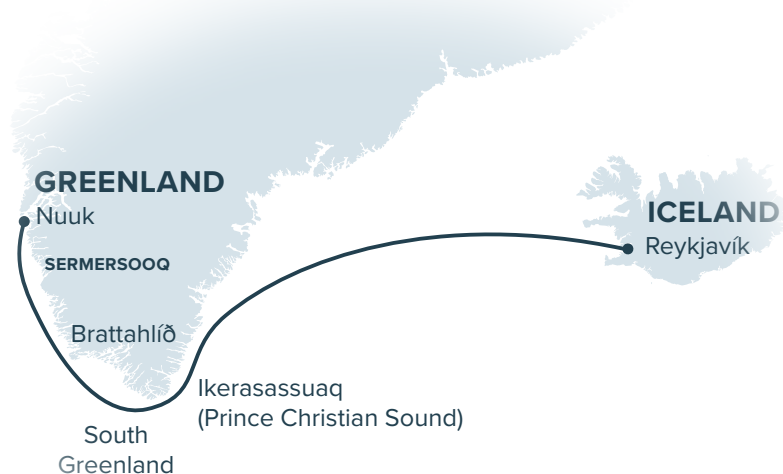 GREENLAND
Nuuk
ICELAND
Reykjavík
SERMERSOOQ
Brattahlíð
Ikerasassuaq
(Prince Christian Sound)
South
Greenland